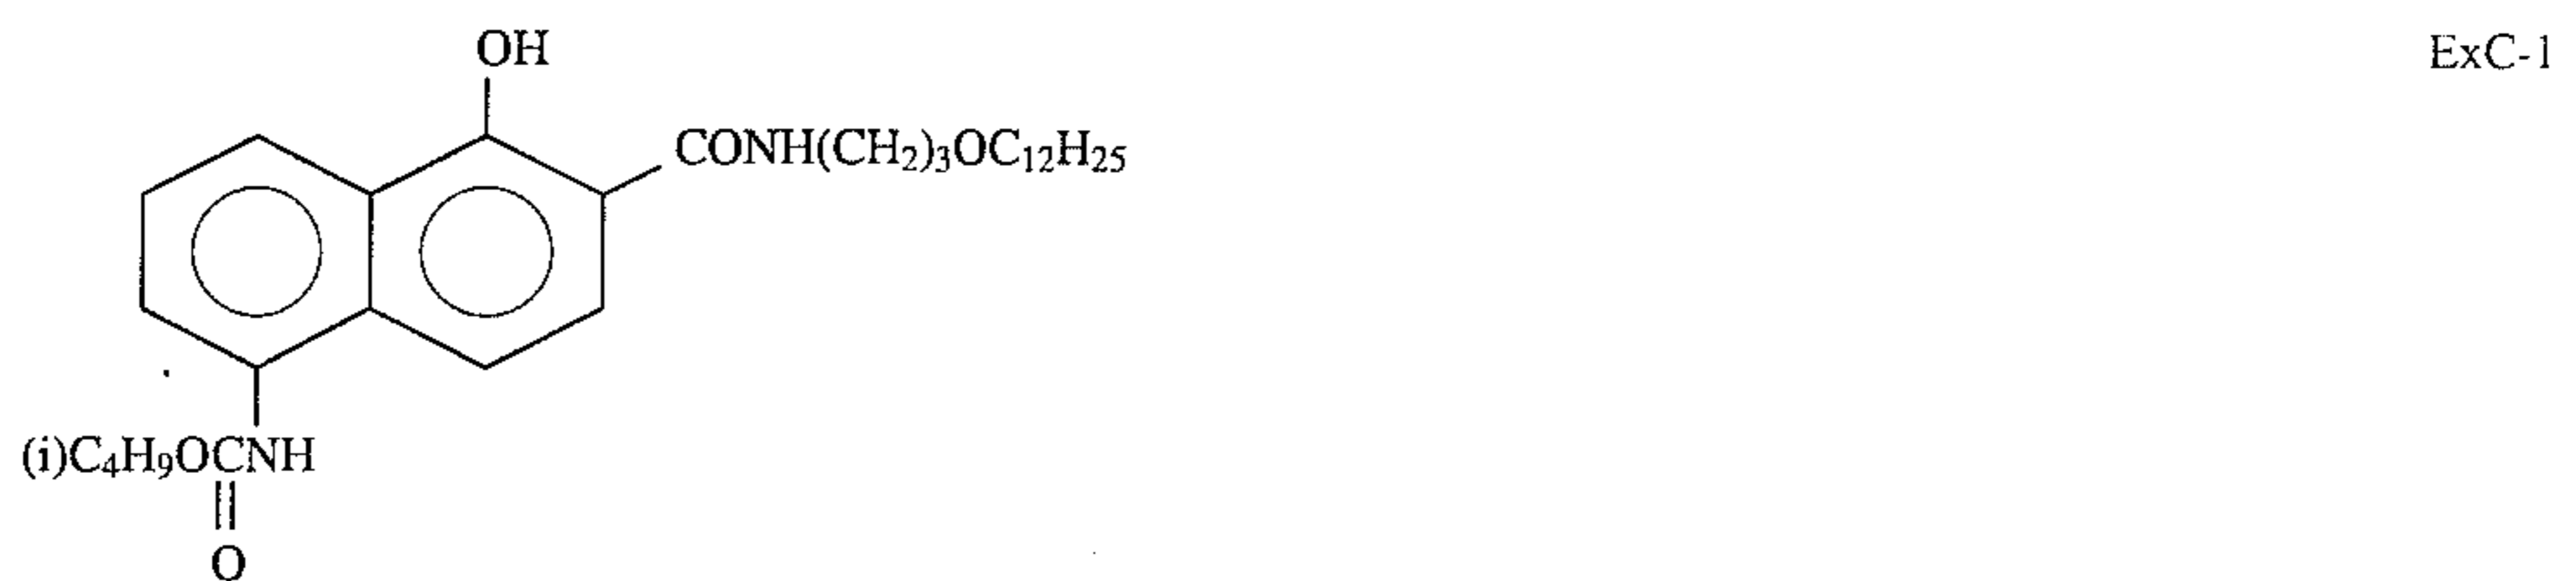 OH
ExC-1
CONH(CH₂)₃OC₁₂H₂₅
(i)C₄H₉OCNH
O